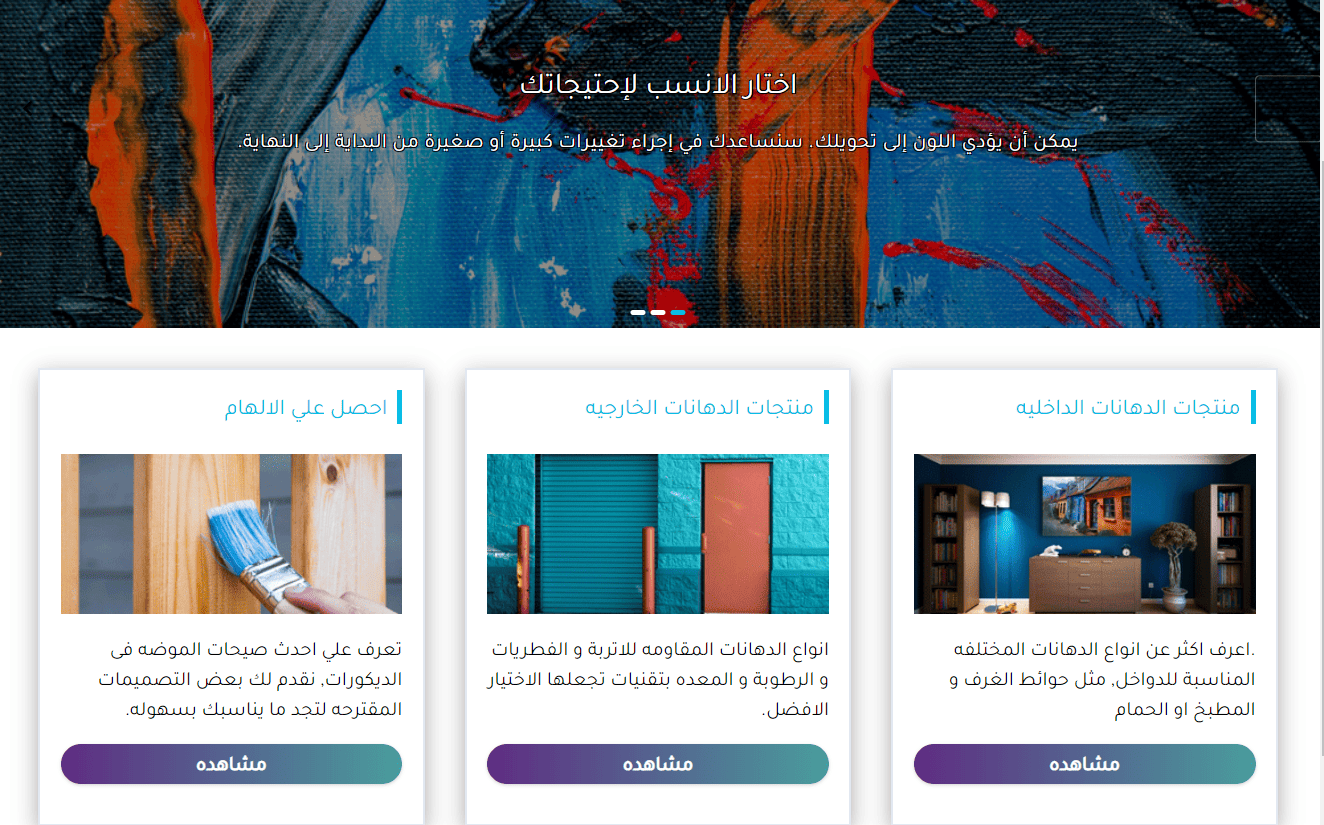 اختار الانسب لإحتيجاتك
يمكن أن يؤدي اللون إلى تحويلك. سنساعدك في إجراء تغييرات كبيرة أو صغيرة من البداية إلى النهاية.
منتجات الدهانات الداخليه
.اعرف اكثر عن انواع الدهانات المختلفه
المناسبة للدواخل, مثل حوائط الغرف و
المطبخ او الحمام
مشاهده
منتجات الدهانات الخارجيه
انواع الدهانات المقاومه للاتربة و الفطريات
و الرطوبة و المعده بتقنيات تجعلها الاختيار
الافضل.
مشاهده
احصل علي الالهام
تعرف علي احدث صيحات الموضه فى
الديكورات, نقدم لك بعض التصميمات
المقترحه لتجد ما يناسبك بسهوله.
مشاهده